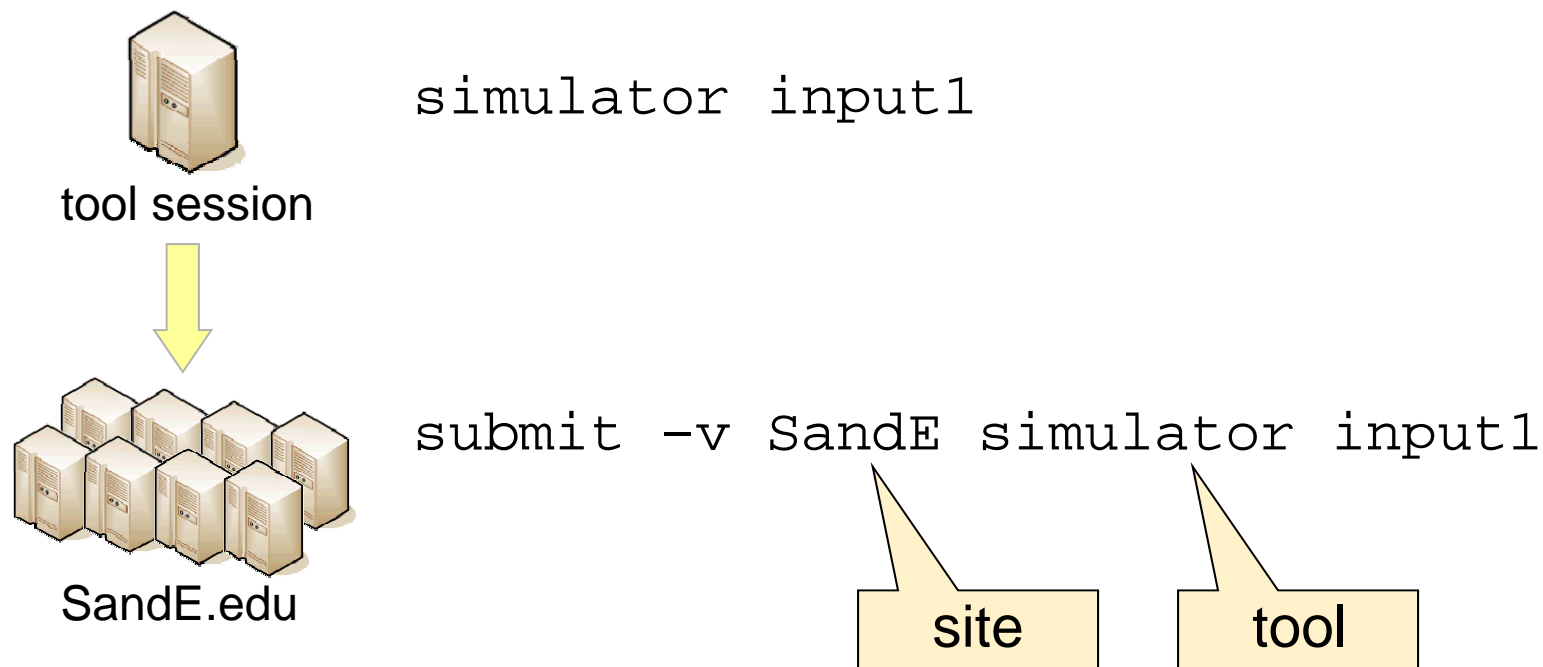 simulator input1
tool session
submit –v SandE simulator input1
SandE.edu
site
tool